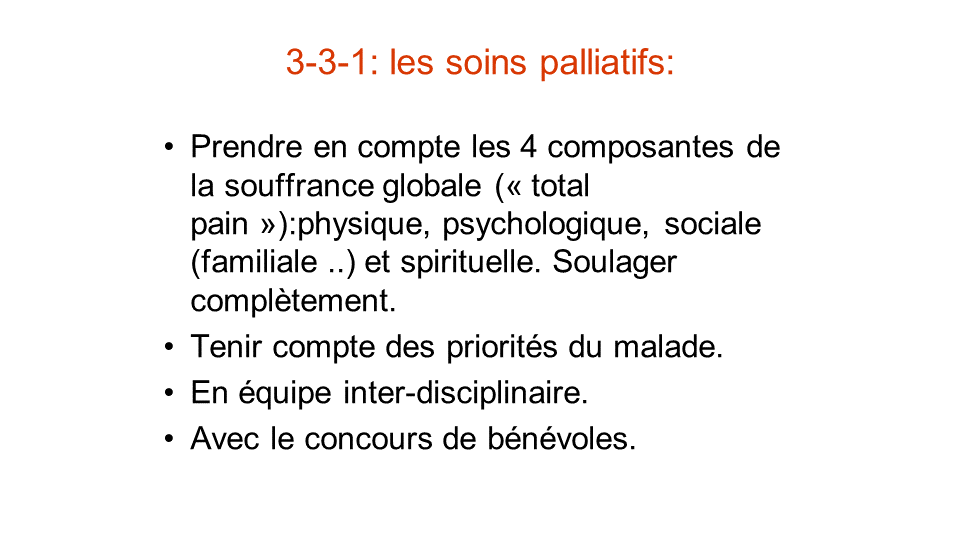 3-3-1: les soins palliatifs:
• Prendre en compte les 4 composantes de
la souffrance globale (« total
pain »):physique, psychologique, sociale
(familiale ..) et spirituelle. Soulager
complètement.
• Tenir compte des priorités du malade.
• En équipe inter-disciplinaire.
• Avec le concours de bénévoles.